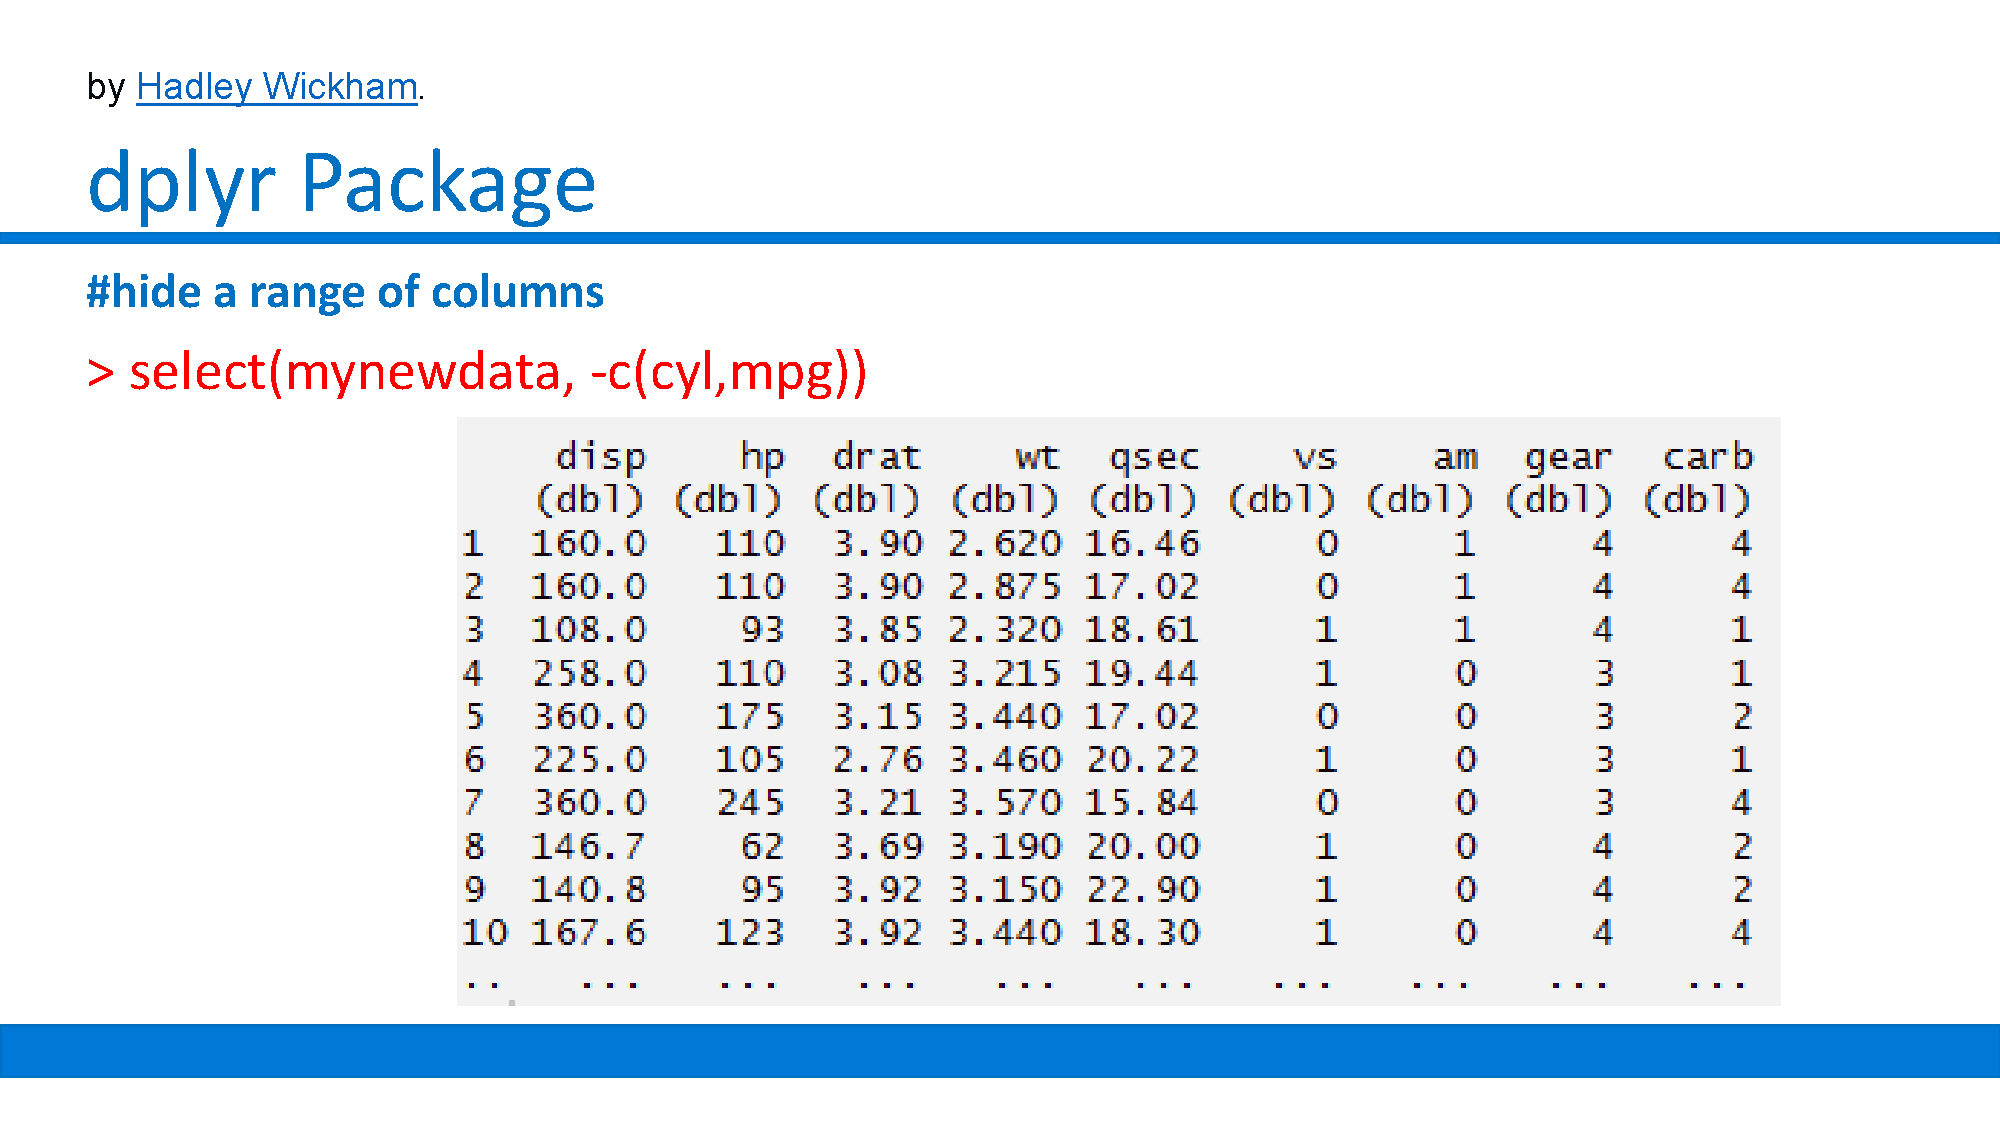 by Hadley Wickham.
dplyr Package
#hide a range of columns
> select(mynewdata, -c(cyl,mpg))
disp hp drat wt qsec vs am gear carb
(dbl) (dbl) (dbl) (dbl) (dbl) (dbl) (dbl) (dbl) (dbl)
1 160.0 110 3.90 2.620 16.46 0 1 4 4
2 160.0 110 3.90 2.875 17.02 0 1 4 4
3 108.0 93 3.85 2.320 18.61 1 1 4 1
4 258.0 110 3.08 3.215 19.44 1 0 3 1
5 360.0 175 3.15 3.440 17.02 0 0 3 2
6 225.0 105 2.76 3.460 20.22 1 0 3 1
7 360.0 245 3.21 3.570 15.84 0 0 3 4
8 146.7 62 3.69 3.190 20.00 1 0 4 2
9 140.8 95 3.92 3.150 22.90 1 0 4 2
10 167.6 123 3.92 3.440 18.30 1 0 4 4
.. ... ... ... ... ... ... ... ... ...